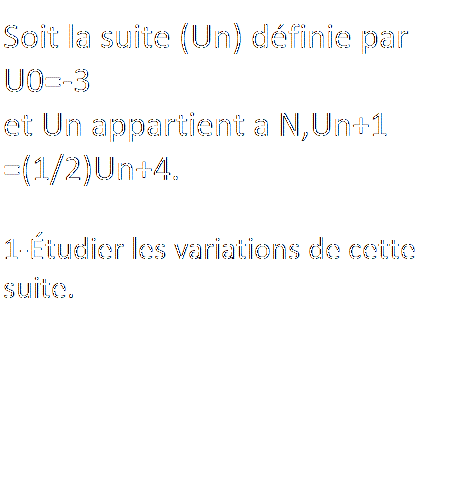 Soit la suite (Un) définie par
U0=-3
et Un appartient a N,Un+1
=(1/2)Un+4.
1-Étudier les variations de cette
suite.